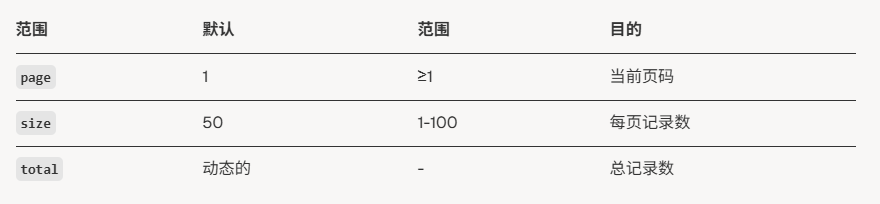 范围 默认 范围 目的
page 1 ≥1 当前页码
size 50 1-100 每页记录数
total 动态的 - 总记录数